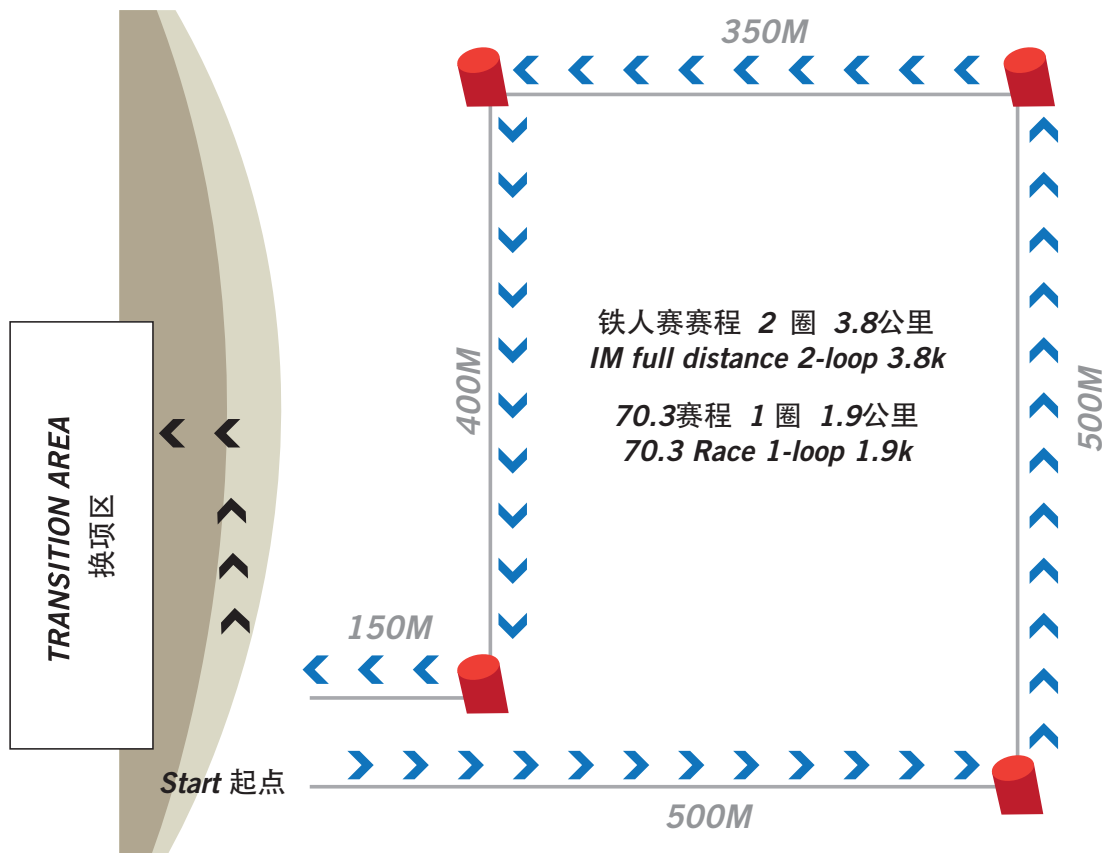 350M
400M
铁人赛赛程 2 圈 3.8公里
IM full distance 2-loop 3.8k
70.3赛程 1 圈 1.9公里
70.3 Race 1-loop 1.9k
500M
TRANSITION AREA
换项区
150M
Start 起点
500M